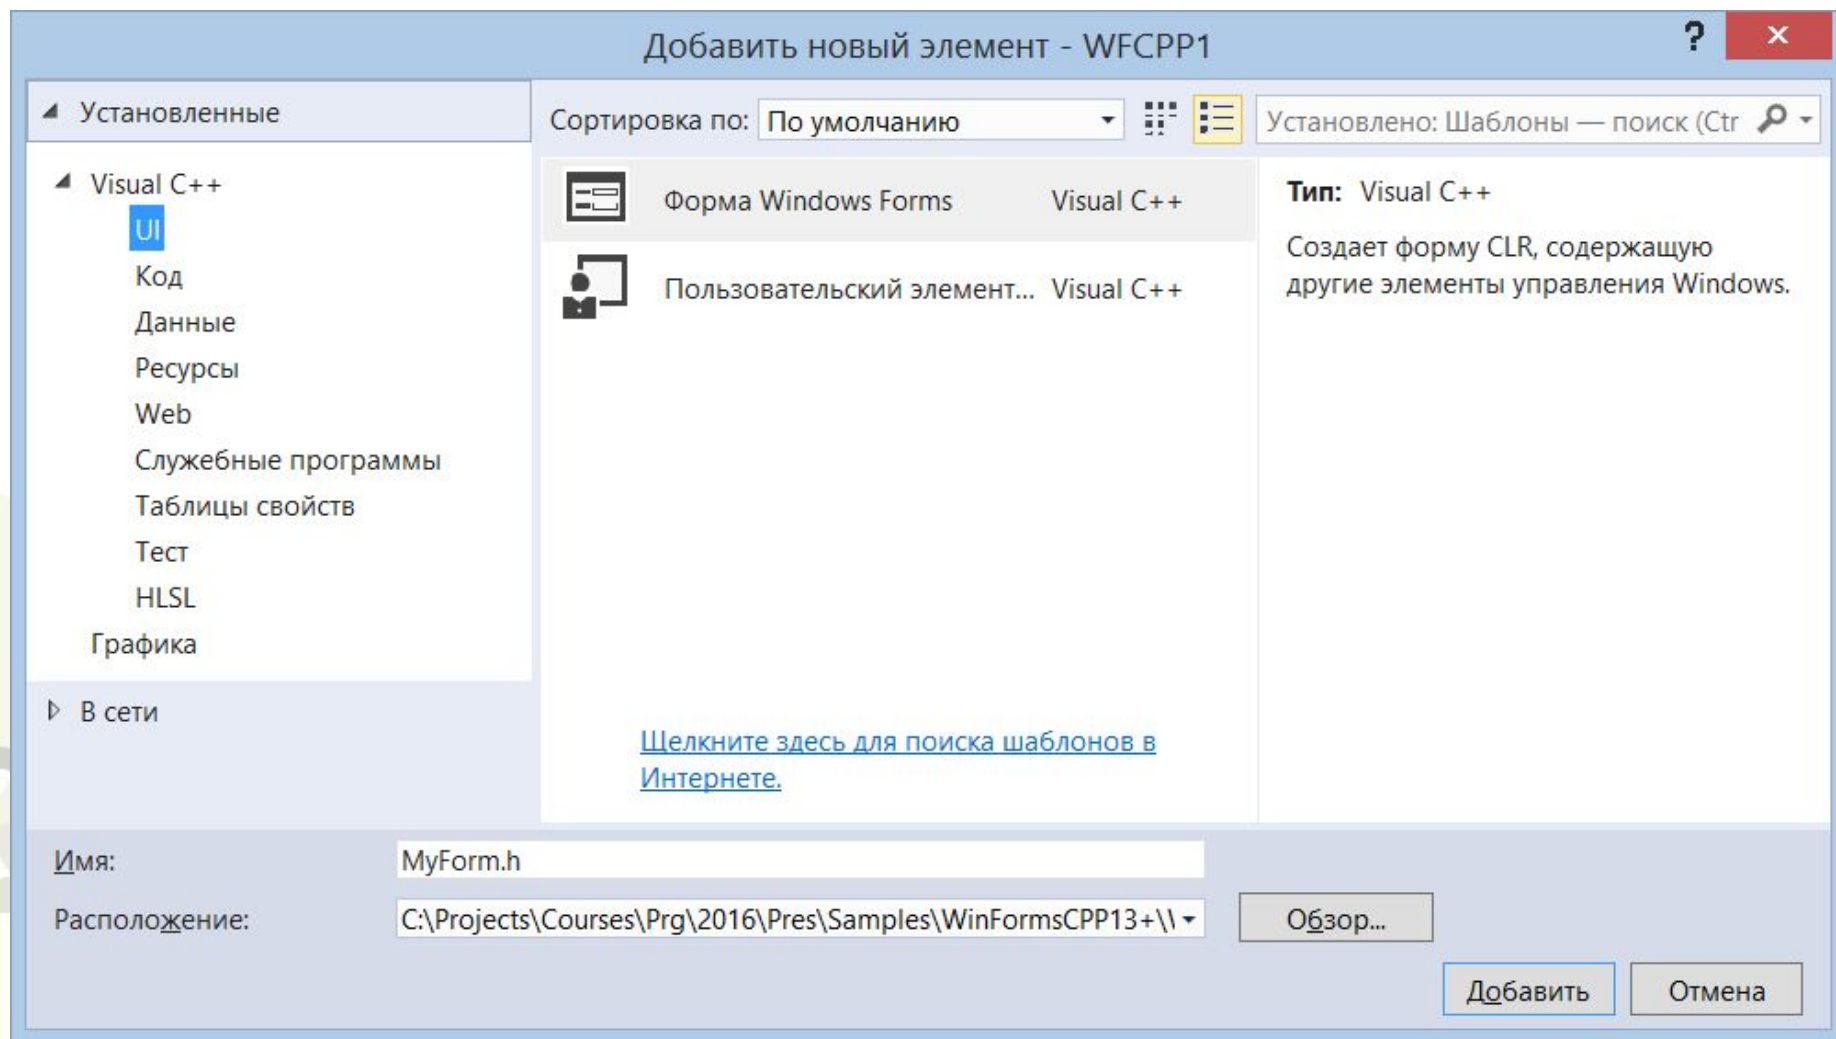 Добавить новый элемент - WFCPP1
?
Установленные
Сортировка по: По умолчанию
Установлено: Шаблоны — поиск (Ctr
Visual C++
UI
Код
Данные
Ресурсы
Web
Служебные программы
Таблицы свойств
Тест
HLSL
Графика
В сети
Форма Windows Forms Visual C++
Пользовательский элемент... Visual C++
Щелкните здесь для поиска шаблонов в
Интернете.
Тип: Visual C++
Создает форму CLR, содержащую
другие элементы управления Windows.
Имя: MyForm.h
Расположение: C:\Projects\Courses\Prg\2016\Pres\Samples\WinFormsCPP13+\\
Обзор...
Добавить Отмена